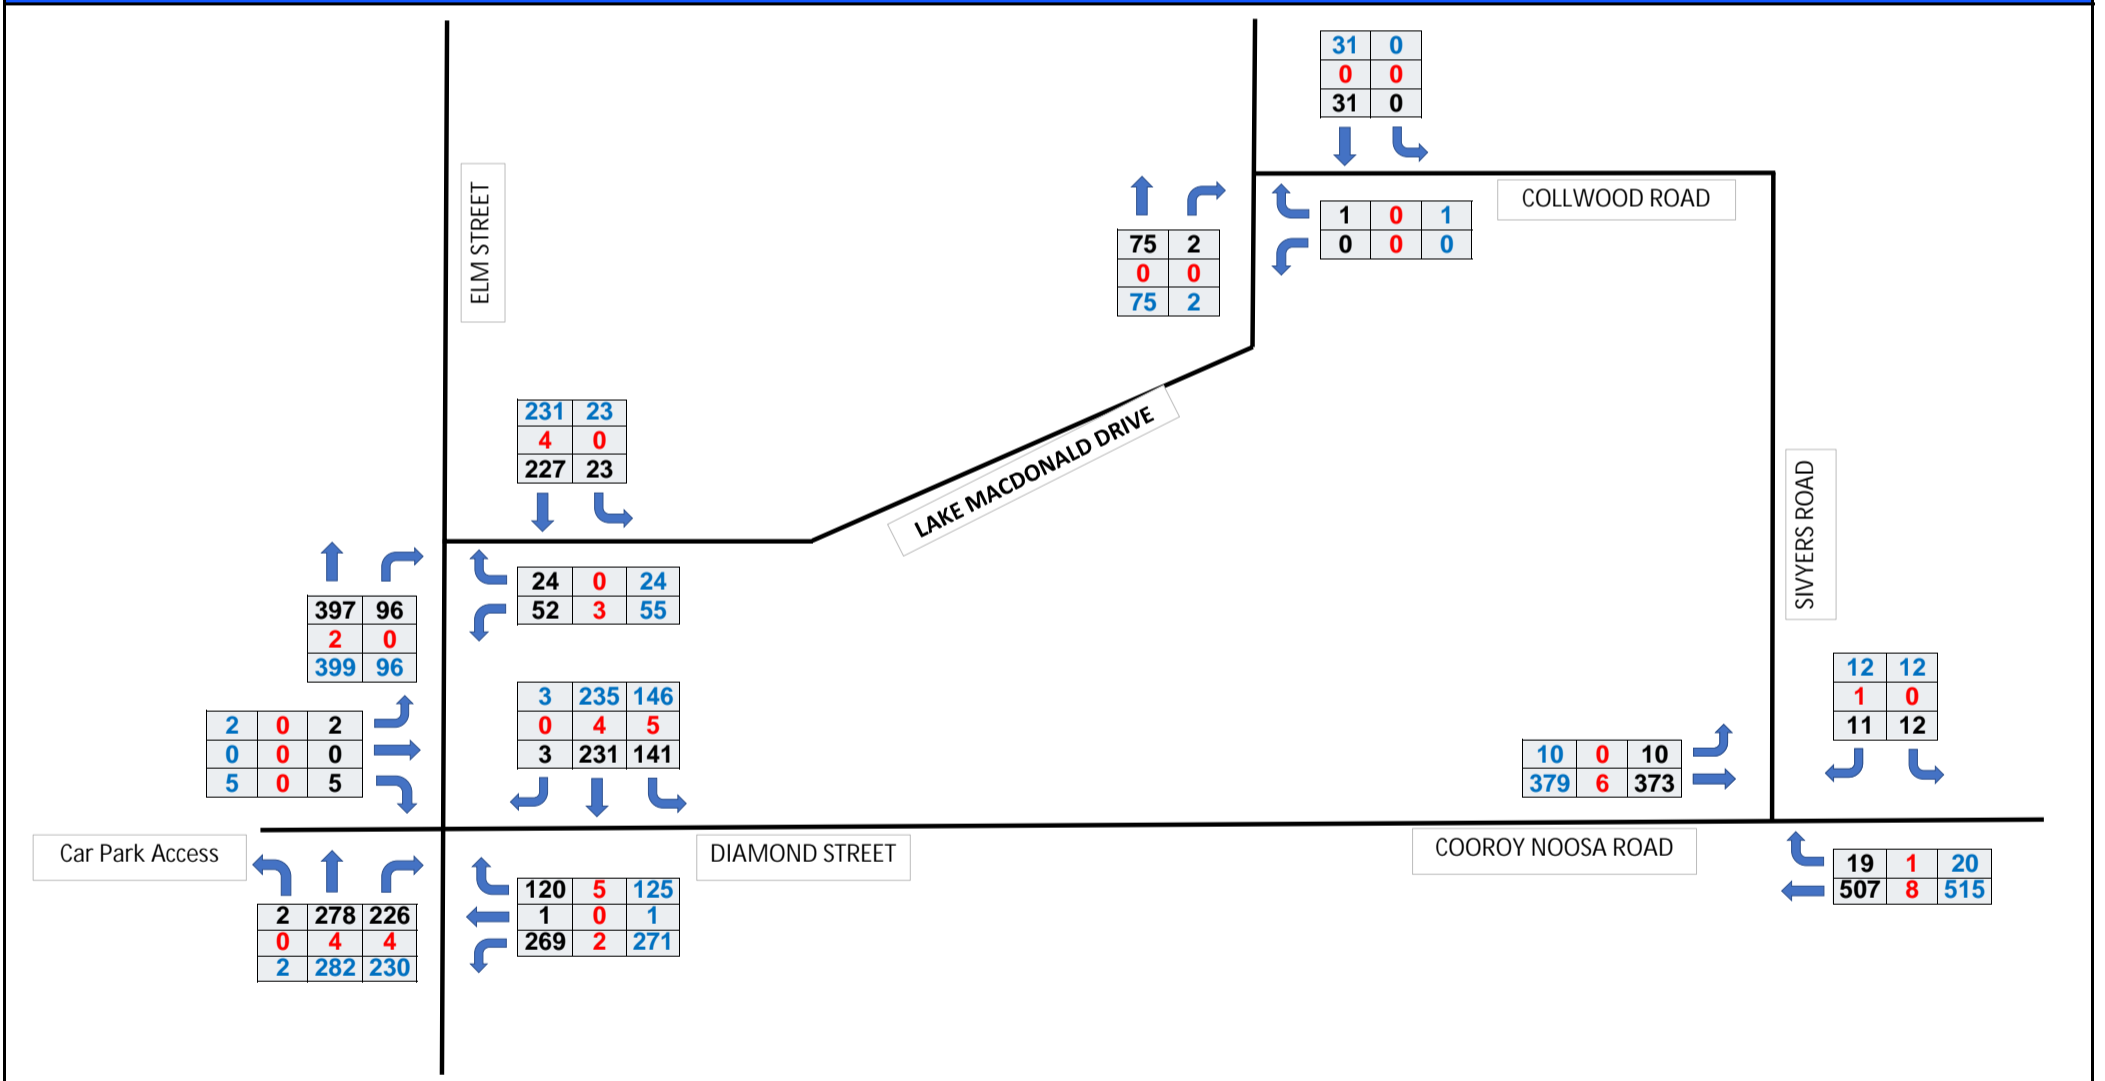 31 0
0 0
31 0
COLLWOOD ROAD
1 0 1
0 0 0
75 2
0 0
75 2
ELM STREET
231 23
4 0
227 23
LAKE MACDONALD DRIVE
SIVYERS ROAD
24 0 24
52 3 55
397 96
2 0
399 96
12 12
1 0
11 12
3 235 146
0 4 5
3 231 141
2 0 2
0 0 0
5 0 5
10 0 10
379 6 373
Car Park Access
DIAMOND STREET
COOROY NOOSA ROAD
19 1 20
507 8 515
120 5 125
1 0 1
269 2 271
2 278 226
0 4 4
2 282 230